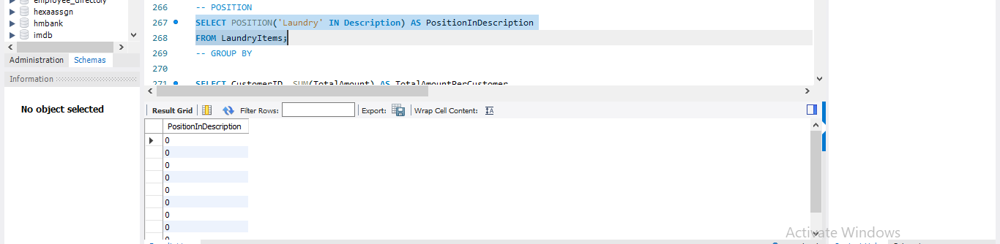 employee_directory
hexaassgn
hmbank
imdb
Administration Schemas
Information
No object selected
266 -- POSITION
267 SELECT POSITION('Laundry' IN Description) AS PositionInDescription
268 FROM LaundryItems;
269 -- GROUP BY
270
271 SELECT CustomerID, SUM(TotalAmount) AS TotalAmountPerCustomer
Result Grid Filter Rows: Export: Wrap Cell Content: IA
PositionInDescription
0
0
0
0
0
0
0
0
0
Activate Windows